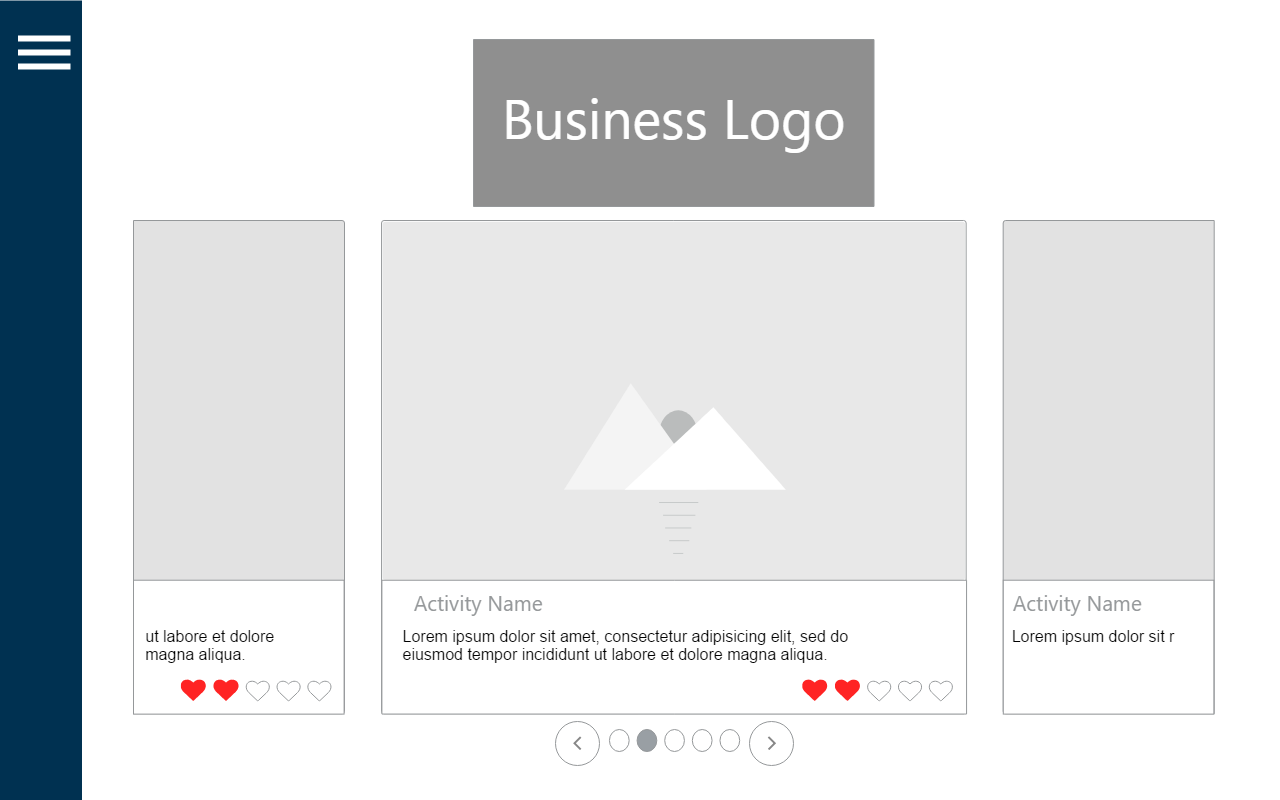 Business Logo
ut labore et dolore
magna aliqua.
Activity Name
Lorem ipsum dolor sit amet, consectetur adipisicing elit, sed do
eiusmod tempor incididunt ut labore et dolore magna aliqua.
Activity Name
Lorem ipsum dolor sit r